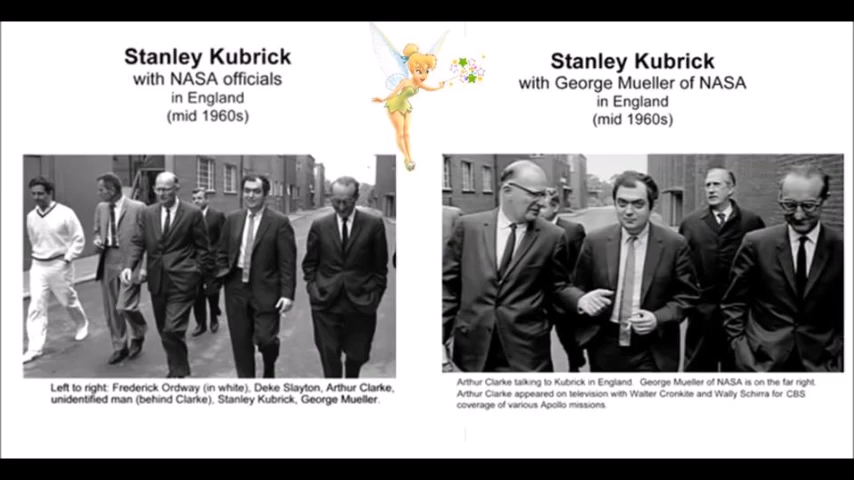 Stanley Kubrick
with NASA officials
in England
(mid 1960s)
Left to right: Frederick Ordway (in white), Deke Slayton, Arthur Clarke,
unidentified man (behind Clarke), Stanley Kubrick, George Mueller.
Stanley Kubrick
with George Mueller of NASA
in England
(mid 1960s)
Arthur Clarke talking to Kubrick in England. George Mueller of NASA is on the far right.
Arthur Clarke appeared on television with Walter Cronkite and Wally Schirra for CBS
coverage of various Apollo missions.